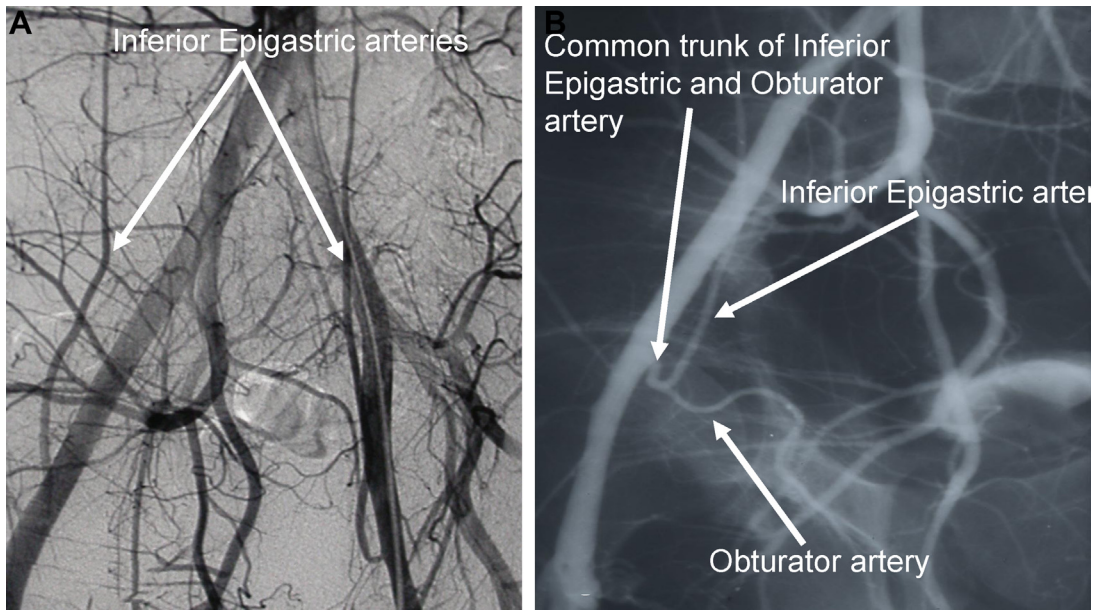 A
Inferior Epigastric arteries
B
Common trunk of Inferior
Epigastric and Obturator
artery
Inferior Epigastric arter
Obturator artery